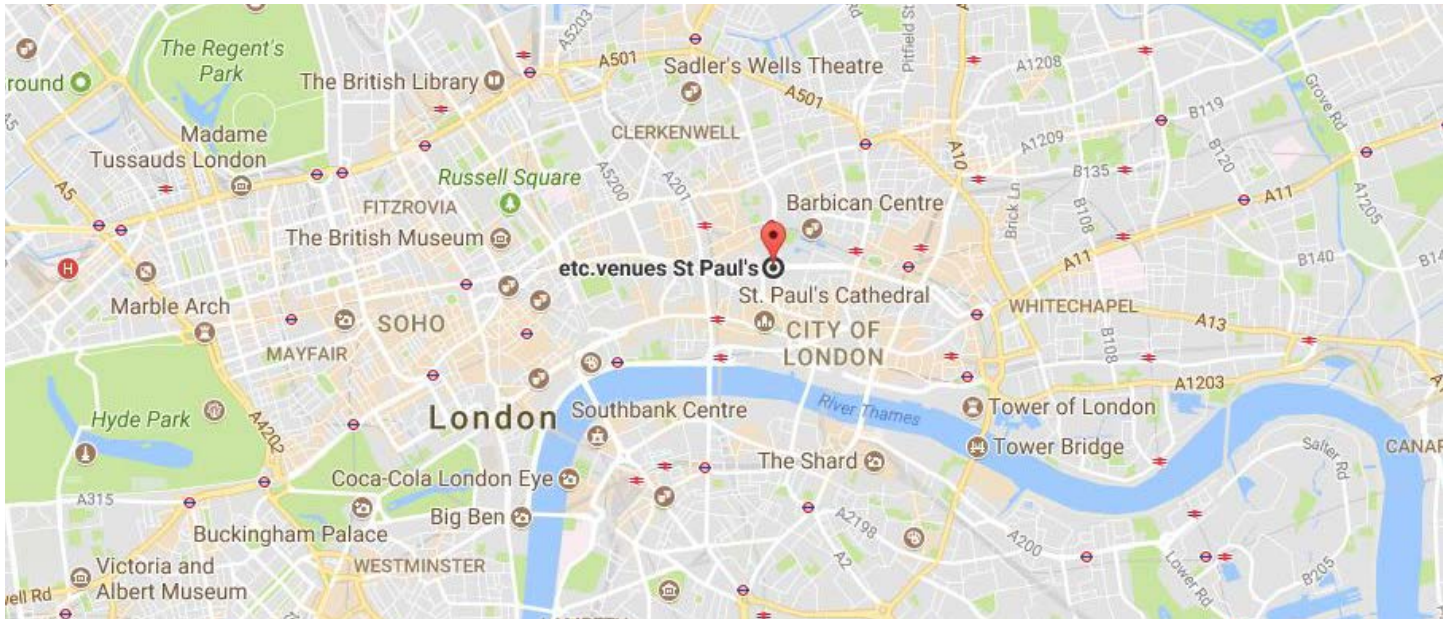 A5203
Pitfield St
Rd
The Regent's
Park
A501
Sadler's Wells Theatre
A1208
round
The British Library
A501
Grove Rd
B119
A5
Madame
Tussauds London
CLERKENWELL
A1209
A10
B120
A5
Russell Square
A5200
A201
B135
A11
A1205
FITZROVIA
Barbican Centre
Brick Ln
B108
The British Museum
H
etc.venues St Paul's
A11
B140
B14
Marble Arch
St. Paul's Cathedral
WHITECHAPEL
SOHO
CITY OF
LONDON
A13
MAYFAIR
B108
A1203
Hyde Park
A4202
London
Southbank Centre
River Thames
Tower of London
Tower Bridge
Salter Rd
CANAR
The Shard
Coca-Cola London Eye
A315
Big Ben
A2198
Buckingham Palace
A200
A2
WESTMINSTER
Victoria and
Albert Museum
Lower Rd
B205
well Rd